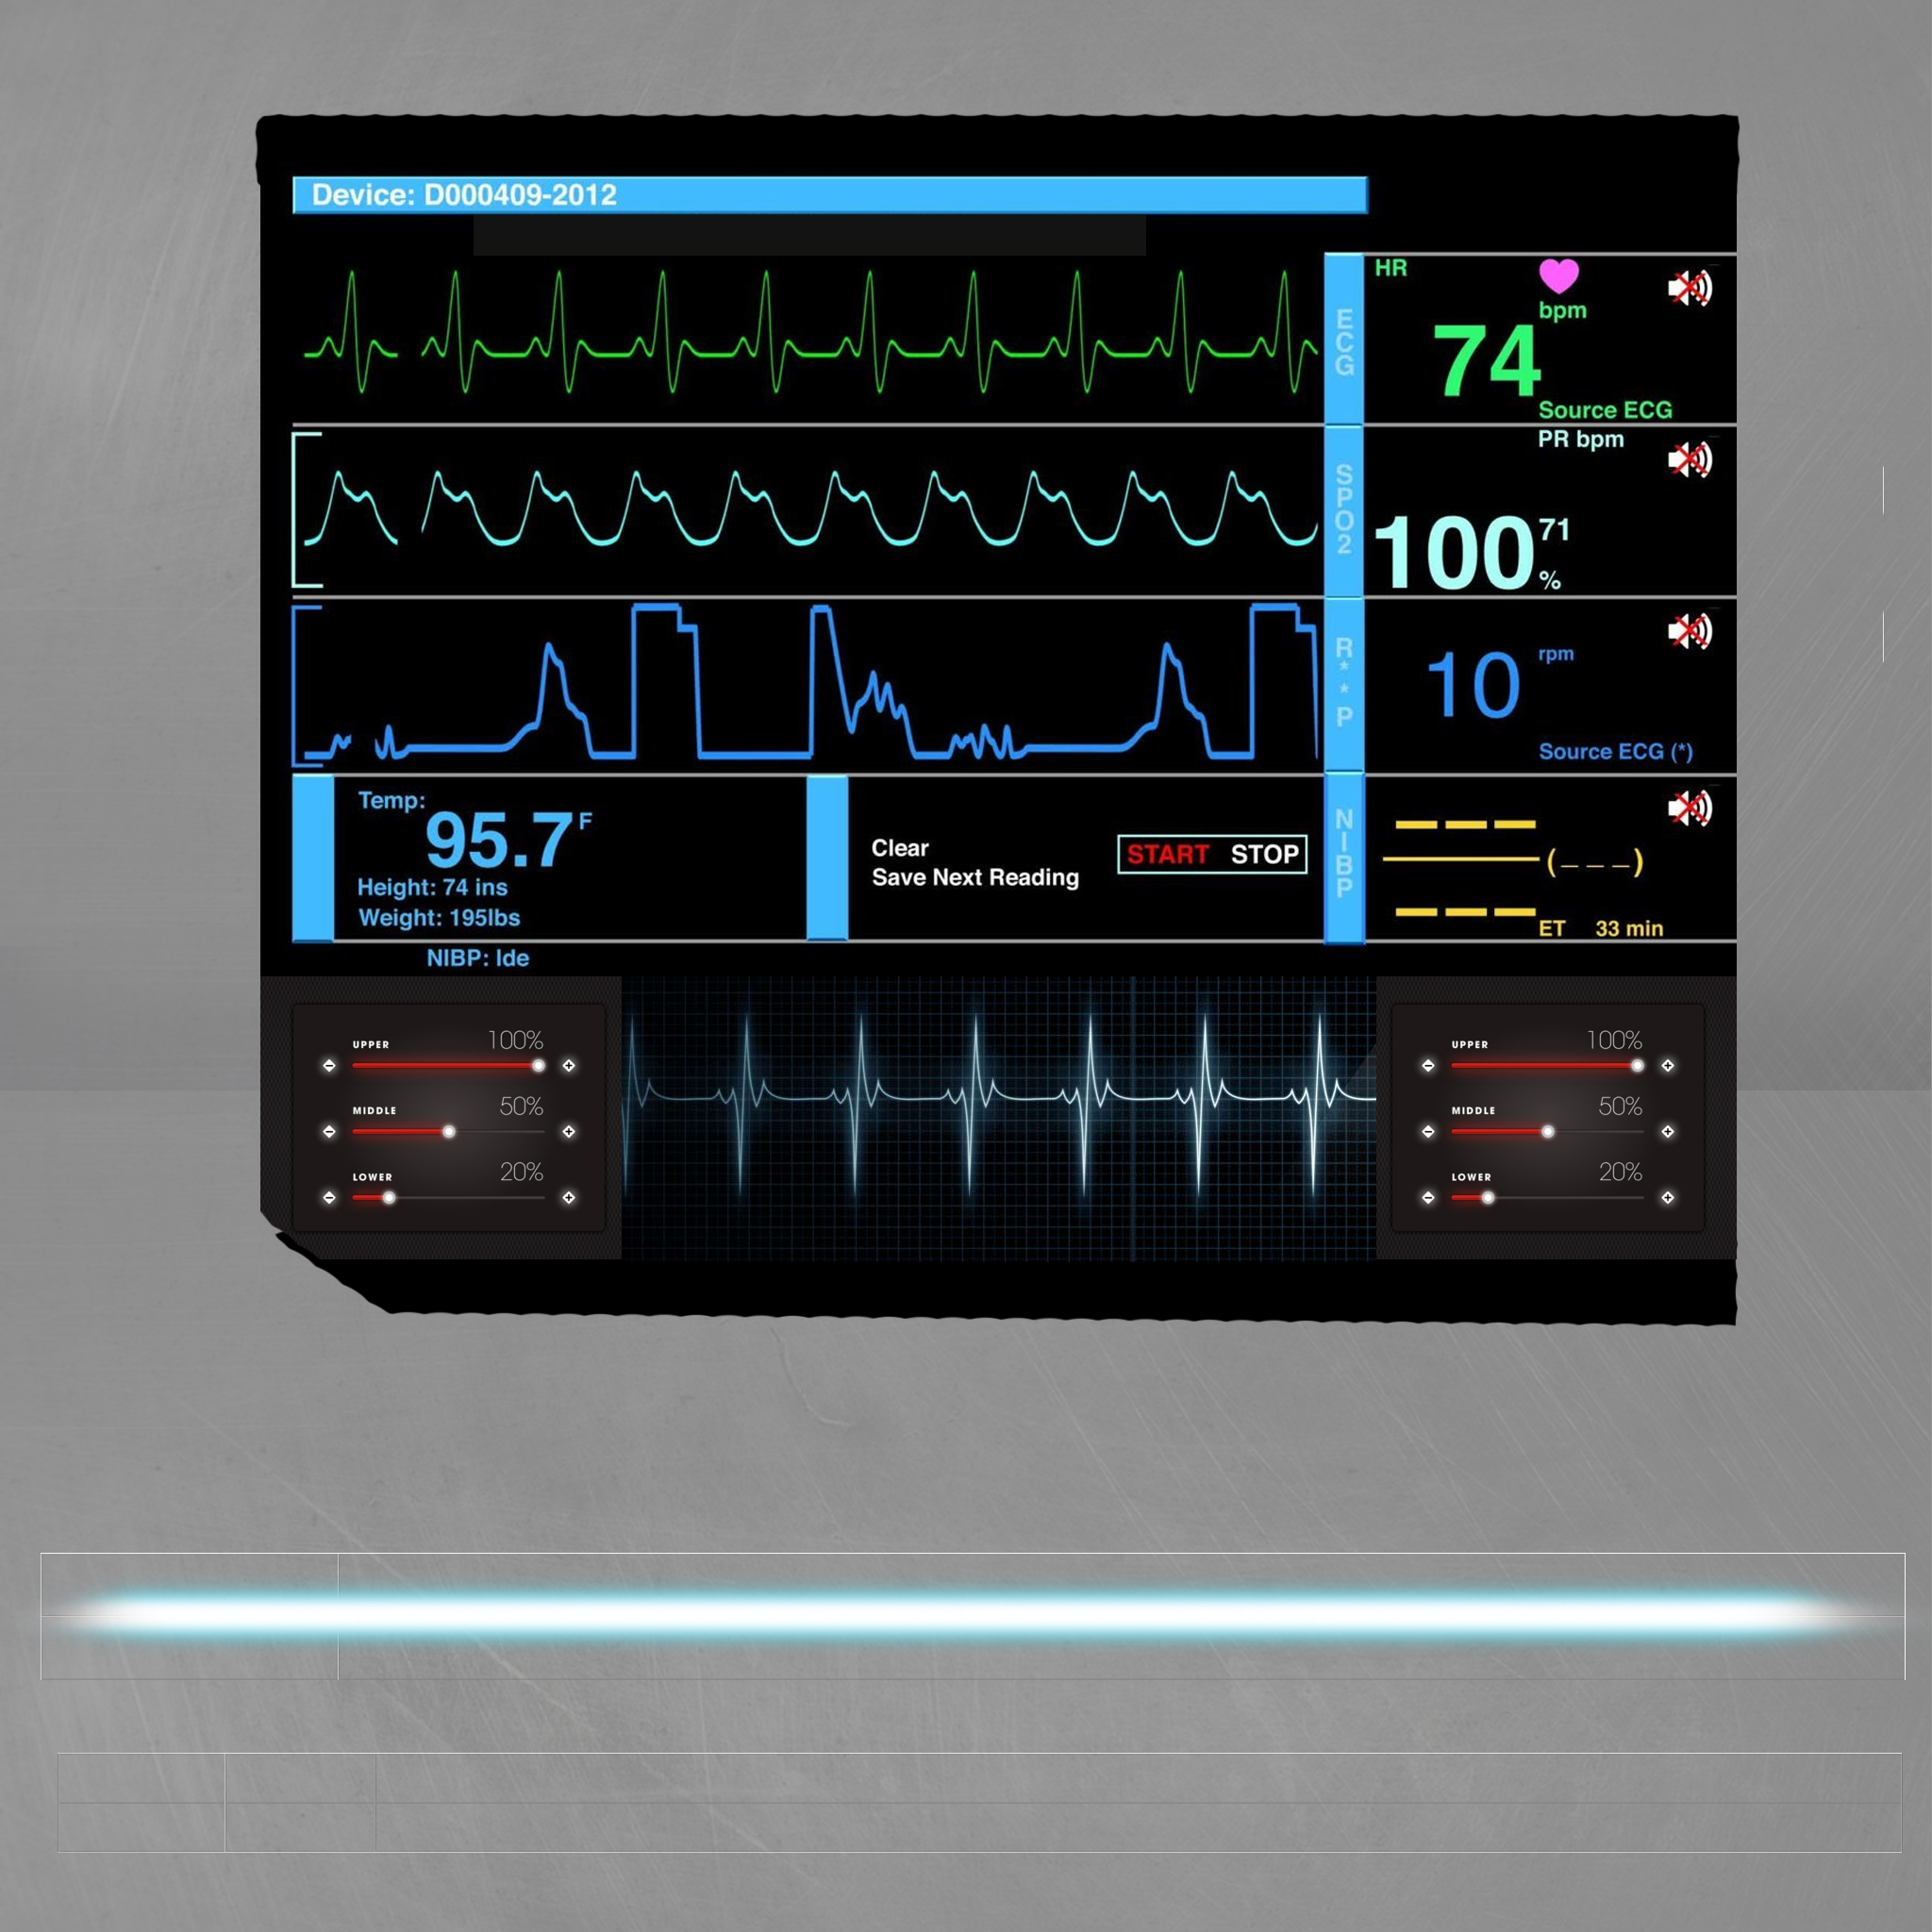 Device: D000409-2012
HR
bpm
74
Source ECG
ECG
PR bpm
SPO2
100 71
%
R**P
10 rpm
Source ECG (*)
Temp:
95.7 F
Height: 74 ins
Weight: 195lbs
Clear
Save Next Reading
START STOP
NIBP
(---)
ET 33 min
NIBP: Ide
UPPER 100%
MIDDLE 50%
LOWER 20%
UPPER 100%
MIDDLE 50%
LOWER 20%